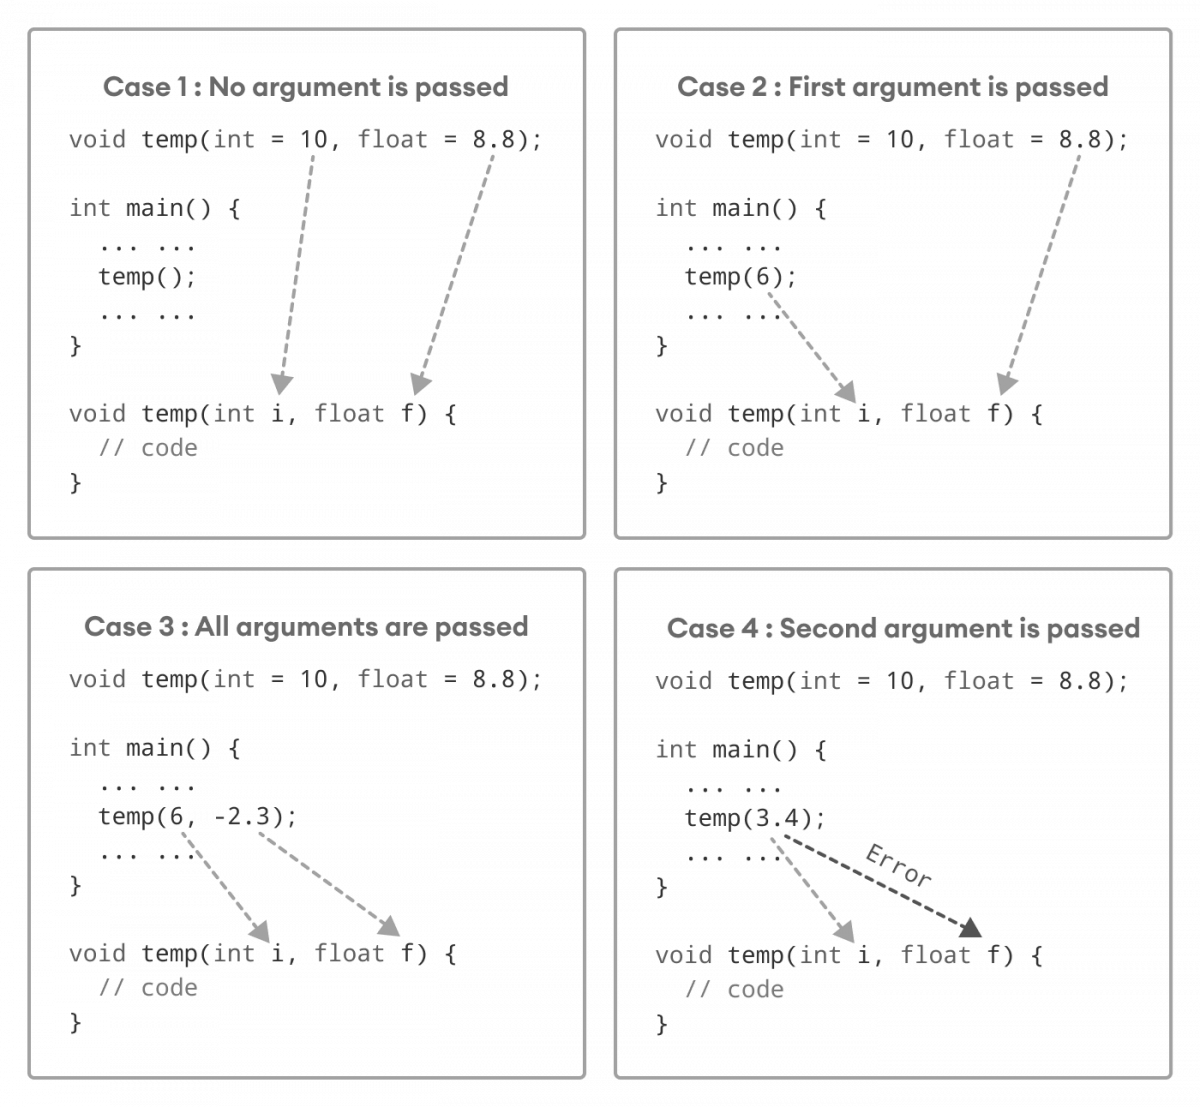 Case 1 : No argument is passed
void temp(int = 10, float = 8.8);
int main() {
... ...
temp();
... ...
}
void temp(int i, float f) {
// code
}
Case 2 : First argument is passed
void temp(int = 10, float = 8.8);
int main() {
... ...
temp(6);
... ...
}
void temp(int i, float f) {
// code
}
Case 3 : All arguments are passed
void temp(int = 10, float = 8.8);
int main() {
... ...
temp(6, -2.3);
... ...
}
void temp(int i, float f) {
// code
}
Case 4 : Second argument is passed
void temp(int = 10, float = 8.8);
int main() {
... ...
temp(3.4);
... ...
Error
}
void temp(int i, float f) {
// code
}